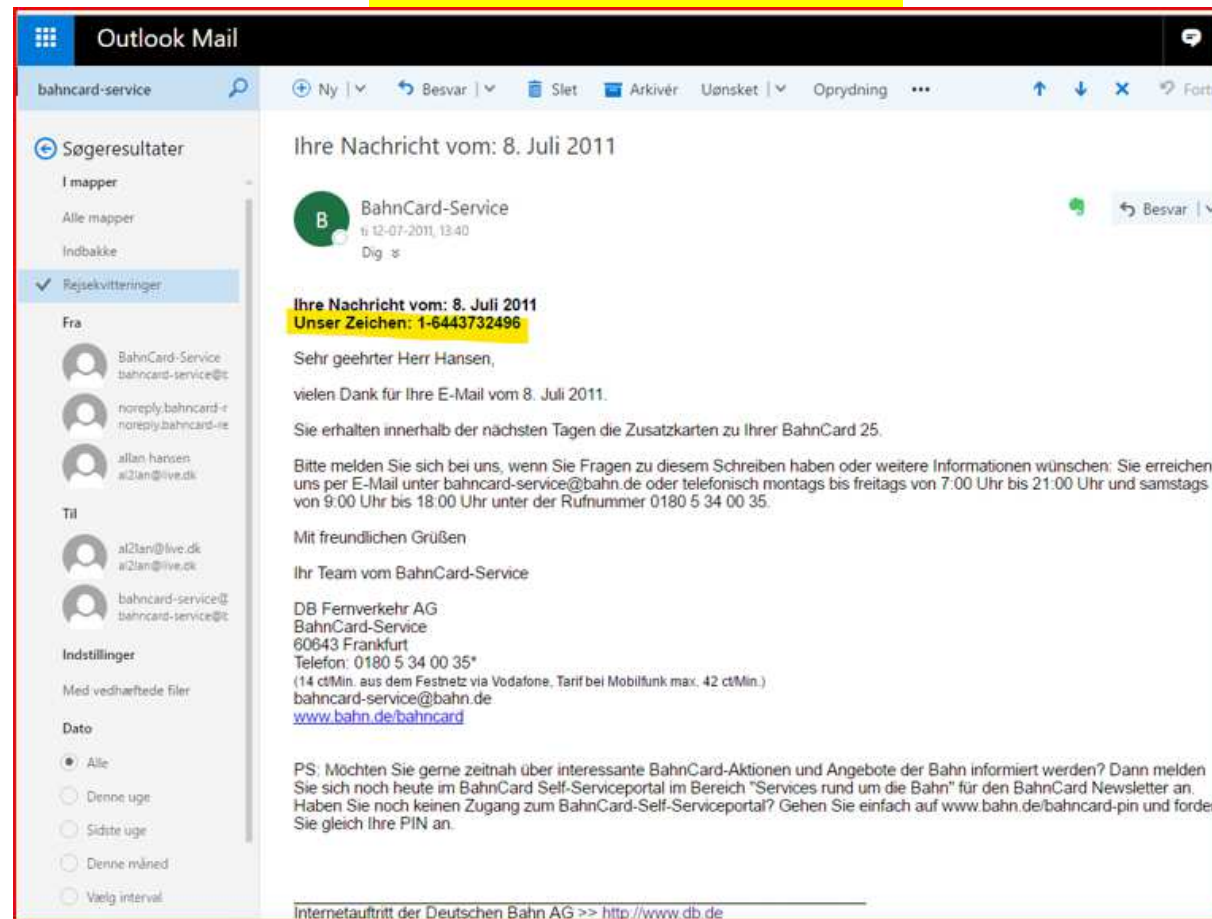 Outlook Mail
bahncard-service
Ny
Besvar
Slet
Arkivér
Uønsket
Oprydning
Søgeresultater
I mapper
Alle mapper
Indbakke
Rejsekvitteringer
Fra
BahnCard-Service
bahncard-service@
noreply.bahncard-r
noreply.bahncard-re
allan hansen
al2lan@live.dk
Til
al2lan@live.dk
al2lan@live.dk
bahncard-service@
bahncard-service@
Indstillinger
Med vedhæftede filer
Dato
Alle
Denne uge
Sidste uge
Denne måned
Vælg interval
Ihre Nachricht vom: 8. Juli 2011
B
BahnCard-Service
ti 12-07-2011, 13:40
Dig
Besvar
Ihre Nachricht vom: 8. Juli 2011
Unser Zeichen: 1-6443732496
Sehr geehrter Herr Hansen,
vielen Dank für Ihre E-Mail vom 8. Juli 2011.
Sie erhalten innerhalb der nächsten Tagen die Zusatzkarten zu Ihrer BahnCard 25.
Bitte melden Sie sich bei uns, wenn Sie Fragen zu diesem Schreiben haben oder weitere Informationen wünschen: Sie erreichen
uns per E-Mail unter bahncard-service@bahn.de oder telefonisch montags bis freitags von 7:00 Uhr bis 21:00 Uhr und samstags
von 9:00 Uhr bis 18:00 Uhr unter der Rufnummer 0180 5 34 00 35.
Mit freundlichen Grüßen
Ihr Team vom BahnCard-Service
DB Fernverkehr AG
BahnCard-Service
60643 Frankfurt
Telefon: 0180 5 34 00 35*
(14 ct/Min. aus dem Festnetz via Vodafone, Tarif bei Mobilfunk max. 42 ct/Min.)
bahncard-service@bahn.de
www.bahn.de/bahncard
PS: Möchten Sie gerne zeitnah über interessante BahnCard-Aktionen und Angebote der Bahn informiert werden? Dann melden
Sie sich noch heute im BahnCard Self-Serviceportal im Bereich "Services rund um die Bahn" für den BahnCard Newsletter an.
Haben Sie noch keinen Zugang zum BahnCard-Self-Serviceportal? Gehen Sie einfach auf www.bahn.de/bahncard-pin und forder
Sie gleich Ihre PIN an.
Internetauftritt der Deutschen Bahn AG >> http://www.db.de